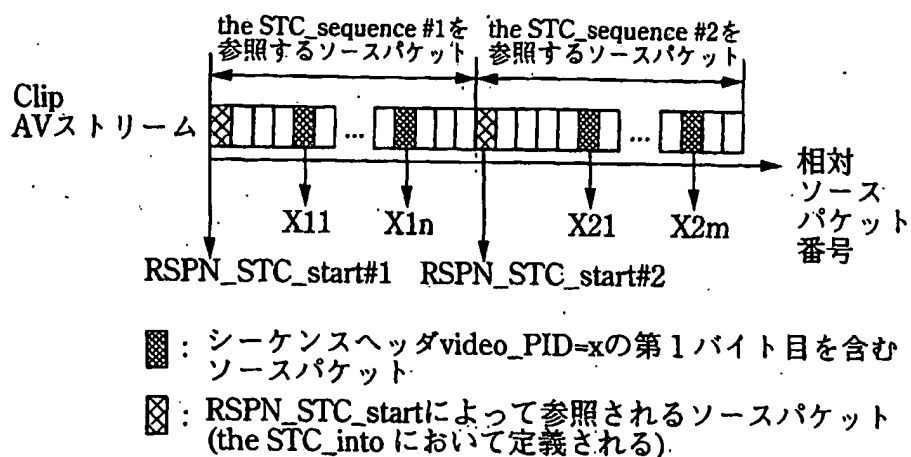 the STC_sequence #1を
参照するソースパケット
the STC_sequence #2を
参照するソースパケット
Clip
AVストリーム
...
...
相対
ソース
パケット
番号
X11
X1n
X21
X2m
RSPN_STC_start#1
RSPN_STC_start#2
: シーケンスヘッダvideo_PID=xの第1バイト目を含む
ソースパケット
: RSPN_STC_startによって参照されるソースパケット
(the STC_into において定義される)